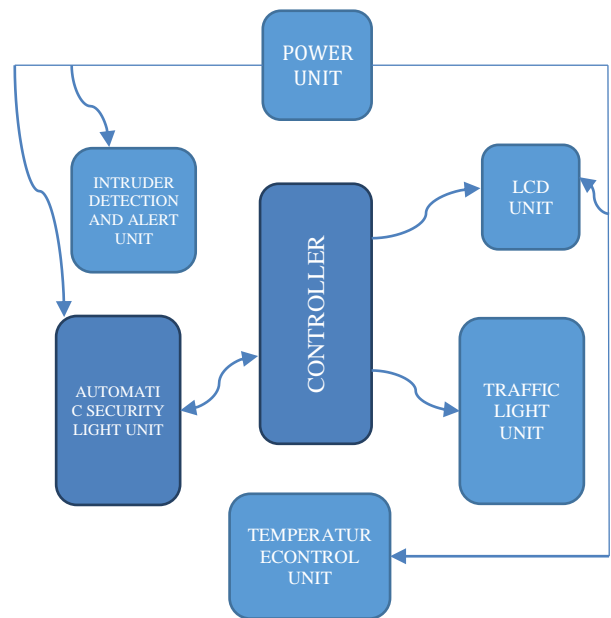 POWER
UNIT
INTRUDER
DETECTION
AND ALERT
UNIT
LCD
UNIT
CONTROLLER
AUTOMATI
C SECURITY
LIGHT UNIT
TRAFFIC
LIGHT
UNIT
TEMPERATUR
ECONTROL
UNIT